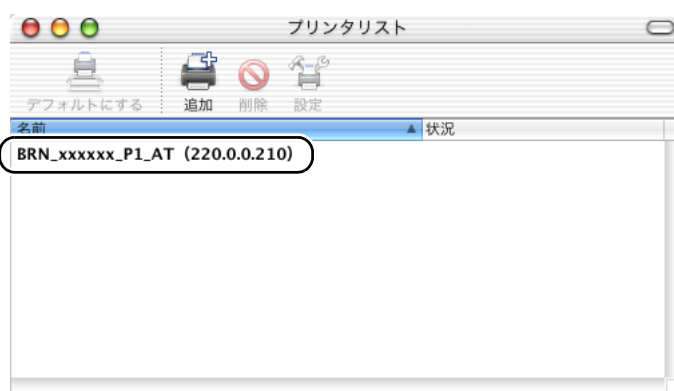 プリンタリスト
デフォルトにする 追加 削除 設定
名前 状況
BRN_xxxxxx_P1_AT (220.0.0.210)